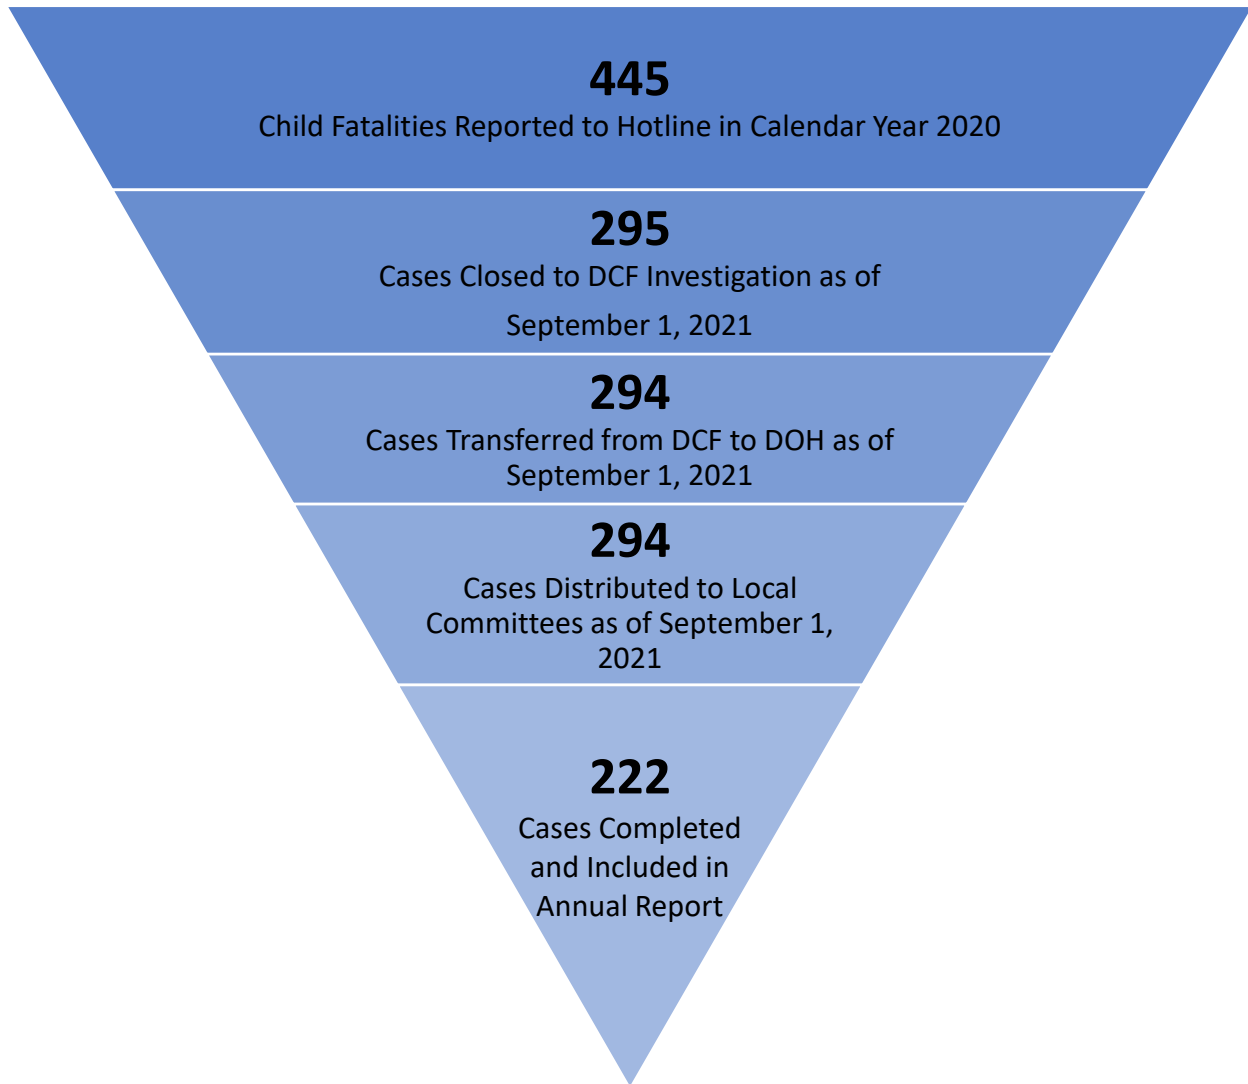 445
Child Fatalities Reported to Hotline in Calendar Year 2020
295
Cases Closed to DCF Investigation as of
September 1, 2021
294
Cases Transferred from DCF to DOH as of
September 1, 2021
294
Cases Distributed to Local
Committees as of September 1,
2021
222
Cases Completed
and Included in
Annual Report